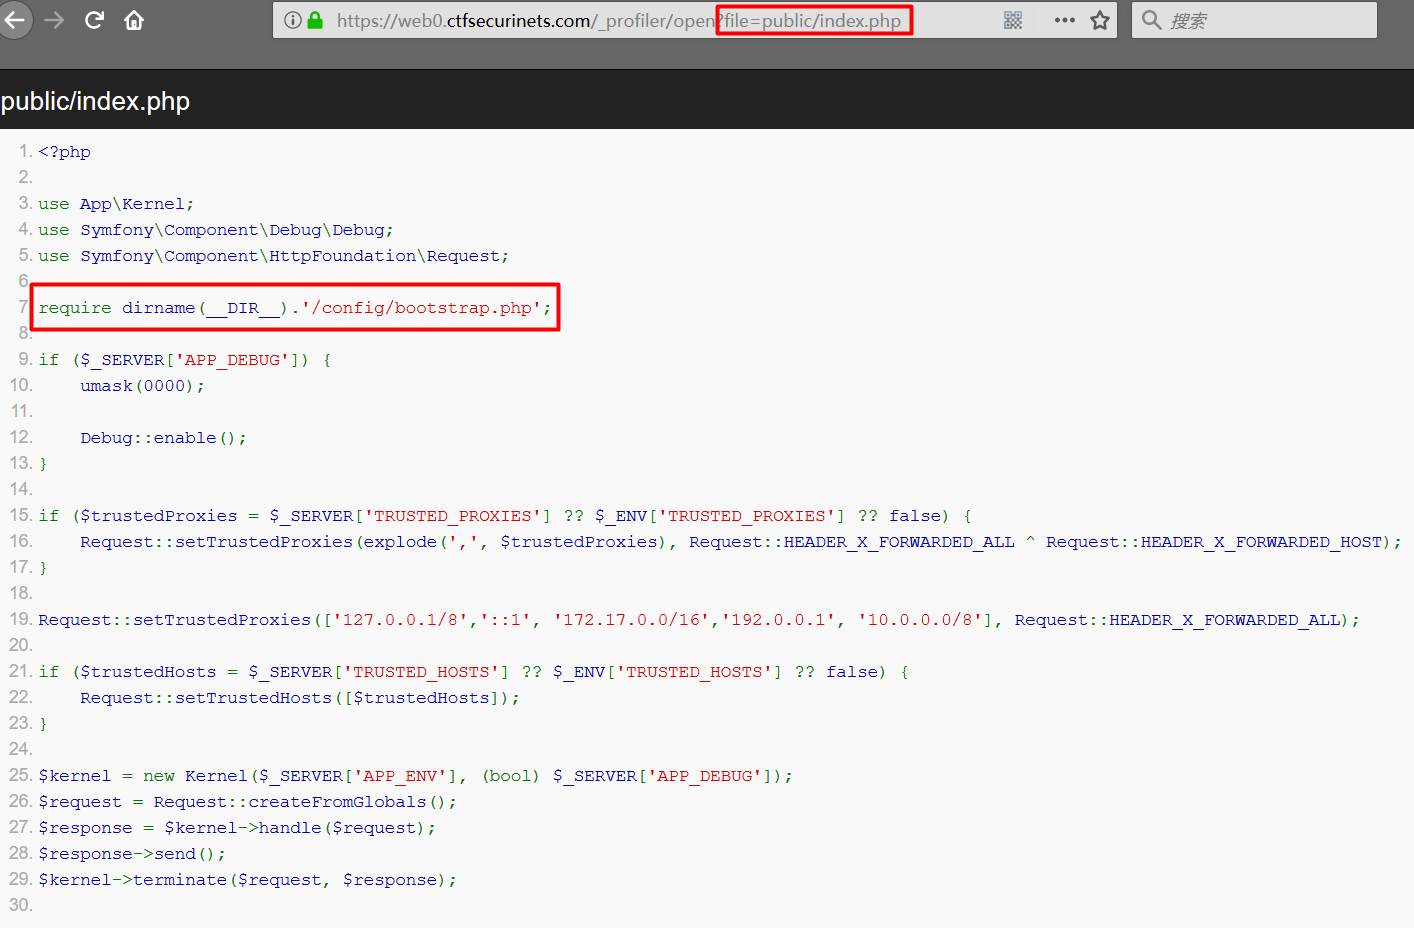 https://web0.ctfsecurinets.com/_profiler/open?file=public/index.php
搜索
public/index.php
1. <?php
2.
3. use App\Kernel;
4. use Symfony\Component\Debug\Debug;
5. use Symfony\Component\HttpFoundation\Request;
6.
7. require dirname(__DIR__).'/config/bootstrap.php';
8.
9. if ($_SERVER['APP_DEBUG']) {
10.     umask(0000);
11.
12.     Debug::enable();
13. }
14.
15. if ($trustedProxies = $_SERVER['TRUSTED_PROXIES'] ?? $_ENV['TRUSTED_PROXIES'] ?? false) {
16.     Request::setTrustedProxies(explode(',', $trustedProxies), Request::HEADER_X_FORWARDED_ALL ^ Request::HEADER_X_FORWARDED_HOST);
17. }
18.
19. Request::setTrustedProxies(['127.0.0.1/8','::1', '172.17.0.0/16','192.0.0.1', '10.0.0.0/8'], Request::HEADER_X_FORWARDED_ALL);
20.
21. if ($trustedHosts = $_SERVER['TRUSTED_HOSTS'] ?? $_ENV['TRUSTED_HOSTS'] ?? false) {
22.     Request::setTrustedHosts([$trustedHosts]);
23. }
24.
25. $kernel = new Kernel($_SERVER['APP_ENV'], (bool) $_SERVER['APP_DEBUG']);
26. $request = Request::createFromGlobals();
27. $response = $kernel->handle($request);
28. $response->send();
29. $kernel->terminate($request, $response);
30.